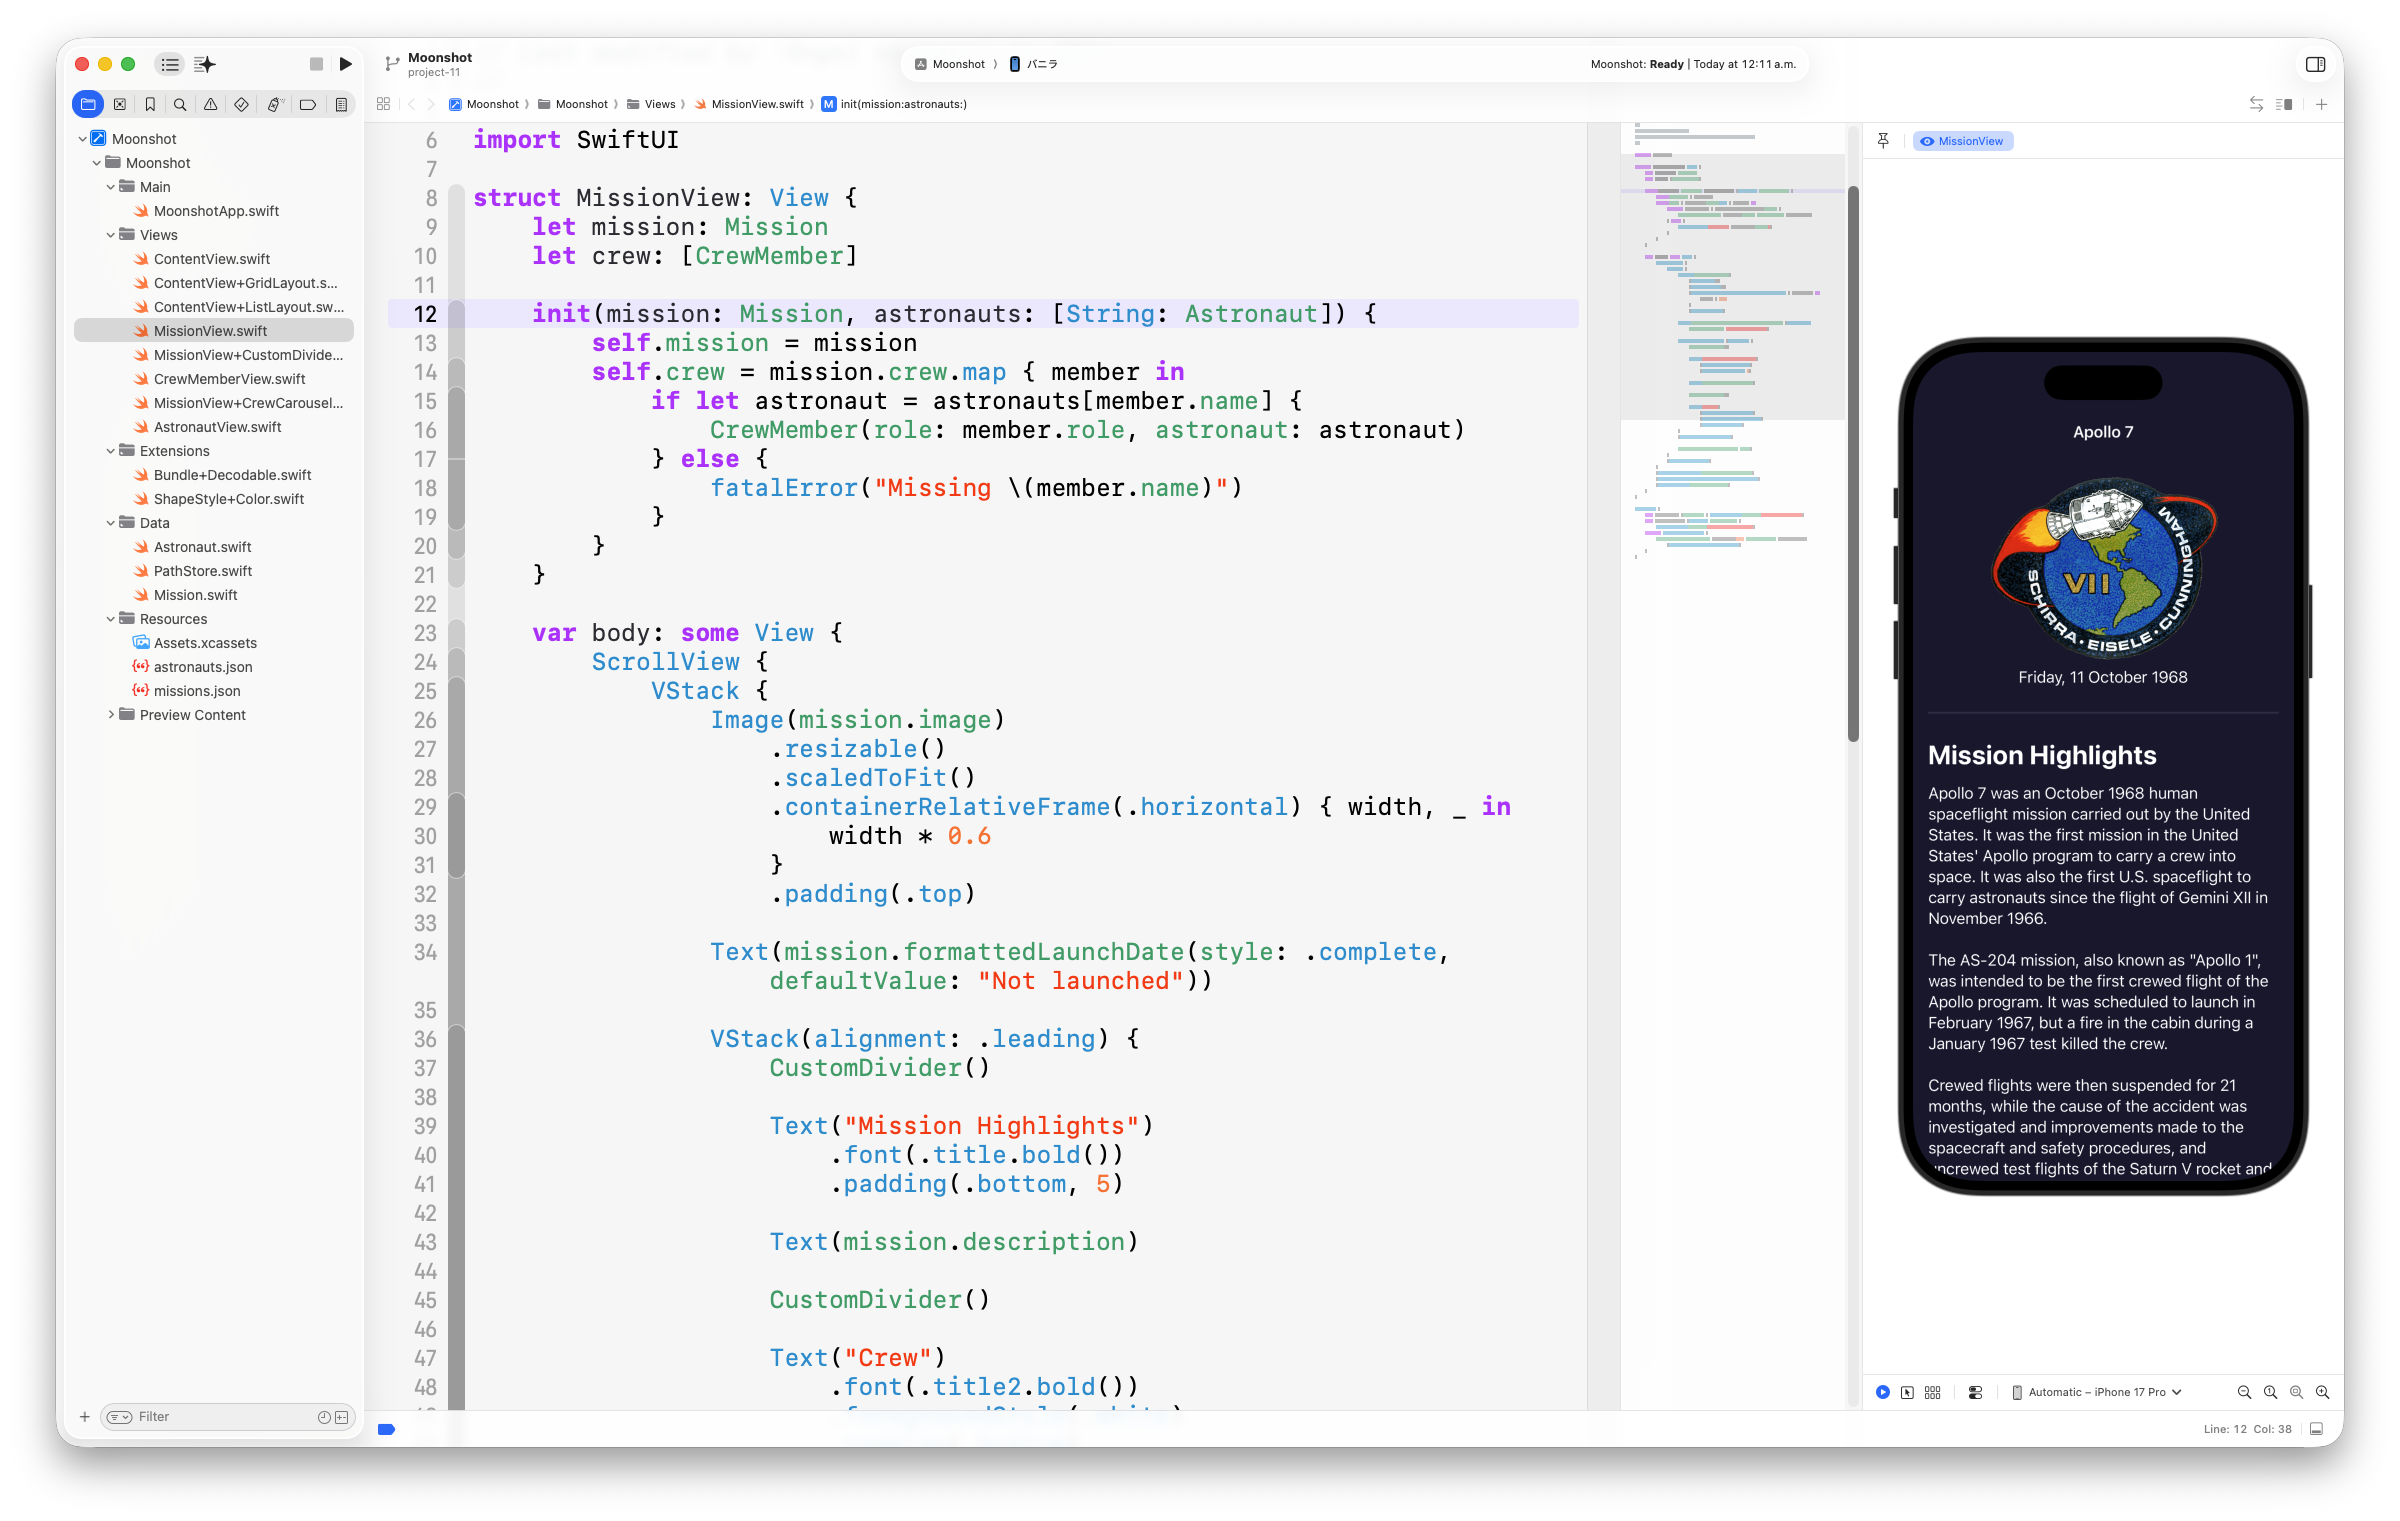 Moonshot
project-11
Moonshot 〉 バニラ
Moonshot: Ready | Today at 12:11 a.m.
Moonshot 〉 Moonshot 〉 Views 〉 MissionView.swift 〉 M init(mission:astronauts:)
Moonshot
Moonshot
Main
MoonshotApp.swift
Views
ContentView.swift
ContentView+GridLayout.s...
ContentView+ListLayout.sw...
MissionView.swift
MissionView+CustomDivide...
CrewMemberView.swift
MissionView+CrewCarousel...
AstronautView.swift
Extensions
Bundle+Decodable.swift
ShapeStyle+Color.swift
Data
Astronaut.swift
PathStore.swift
Mission.swift
Resources
Assets.xcassets
astronauts.json
missions.json
Preview Content
Filter
6 import SwiftUI
7
8 struct MissionView: View {
9 let mission: Mission
10 let crew: [CrewMember]
11
12 init(mission: Mission, astronauts: [String: Astronaut]) {
13 self.mission = mission
14 self.crew = mission.crew.map { member in
15 if let astronaut = astronauts[member.name] {
16 CrewMember(role: member.role, astronaut: astronaut)
17 } else {
18 fatalError("Missing \(member.name)")
19 }
20 }
21 }
22
23 var body: some View {
24 ScrollView {
25 VStack {
26 Image(mission.image)
27 .resizable()
28 .scaledToFit()
29 .containerRelativeFrame(.horizontal) { width, _ in
30 width * 0.6
31 }
32 .padding(.top)
33
34 Text(mission.formattedLaunchDate(style: .complete,
defaultValue: "Not launched"))
35
36 VStack(alignment: .leading) {
37 CustomDivider()
38
39 Text("Mission Highlights")
40 .font(.title.bold())
41 .padding(.bottom, 5)
42
43 Text(mission.description)
44
45 CustomDivider()
46
47 Text("Crew")
48 .font(.title2.bold())
MissionView
Apollo 7
VII
SCHIRRA · EISELE · CUNNINGHAM
Friday, 11 October 1968
Mission Highlights
Apollo 7 was an October 1968 human
spaceflight mission carried out by the United
States. It was the first mission in the United
States' Apollo program to carry a crew into
space. It was also the first U.S. spaceflight to
carry astronauts since the flight of Gemini XII in
November 1966.
The AS-204 mission, also known as "Apollo 1",
was intended to be the first crewed flight of the
Apollo program. It was scheduled to launch in
February 1967, but a fire in the cabin during a
January 1967 test killed the crew.
Crewed flights were then suspended for 21
months, while the cause of the accident was
investigated and improvements made to the
spacecraft and safety procedures, and
uncrewed test flights of the Saturn V rocket and
Automatic – iPhone 17 Pro
Line: 12 Col: 38